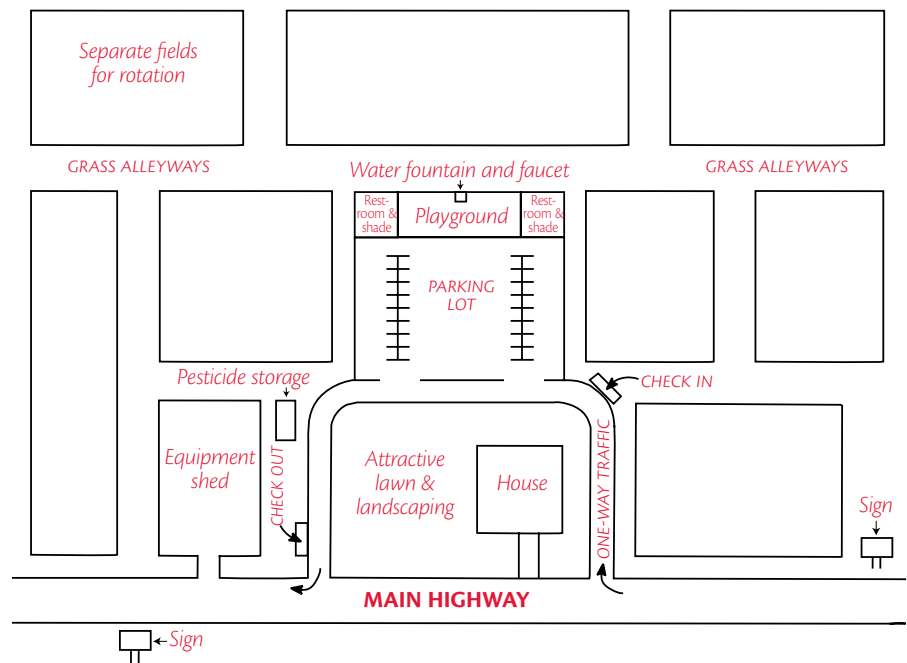 Separate fields
for rotation
GRASS ALLEYWAYS
Water fountain and faucet
GRASS ALLEYWAYS
Rest-
room &
shade
Playground
Rest-
room &
shade
PARKING
LOT
Pesticide storage
CHECK IN
Equipment
shed
CHECK OUT
Attractive
lawn &
landscaping
House
ONE-WAY TRAFFIC
Sign
MAIN HIGHWAY
Sign